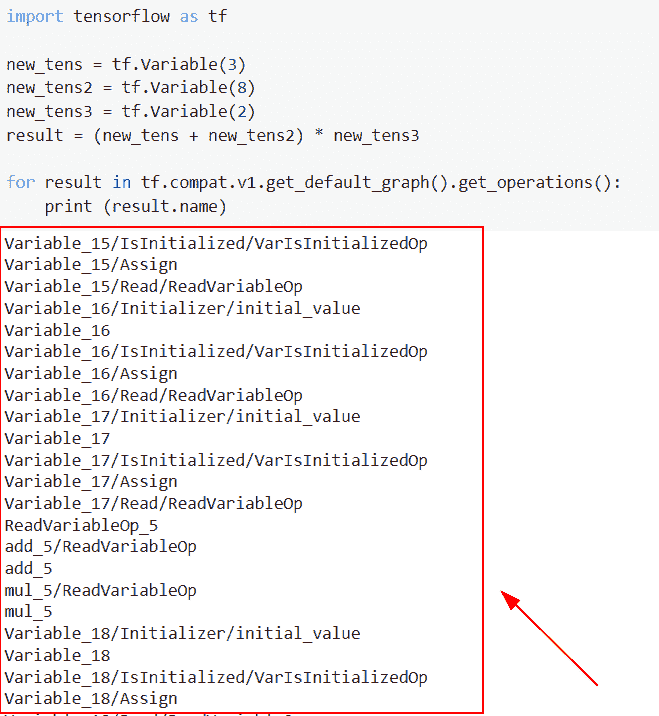 import tensorflow as tf
new_tens = tf.Variable(3)
new_tens2 = tf.Variable(8)
new_tens3 = tf.Variable(2)
result = (new_tens + new_tens2) * new_tens3
for result in tf.compat.v1.get_default_graph().get_operations():
    print (result.name)
Variable_15/IsInitialized/VarIsInitializedOp
Variable_15/Assign
Variable_15/Read/ReadVariableOp
Variable_16/Initializer/initial_value
Variable_16
Variable_16/IsInitialized/VarIsInitializedOp
Variable_16/Assign
Variable_16/Read/ReadVariableOp
Variable_17/Initializer/initial_value
Variable_17
Variable_17/IsInitialized/VarIsInitializedOp
Variable_17/Assign
Variable_17/Read/ReadVariableOp
ReadVariableOp_5
add_5/ReadVariableOp
add_5
mul_5/ReadVariableOp
mul_5
Variable_18/Initializer/initial_value
Variable_18
Variable_18/IsInitialized/VarIsInitializedOp
Variable_18/Assign